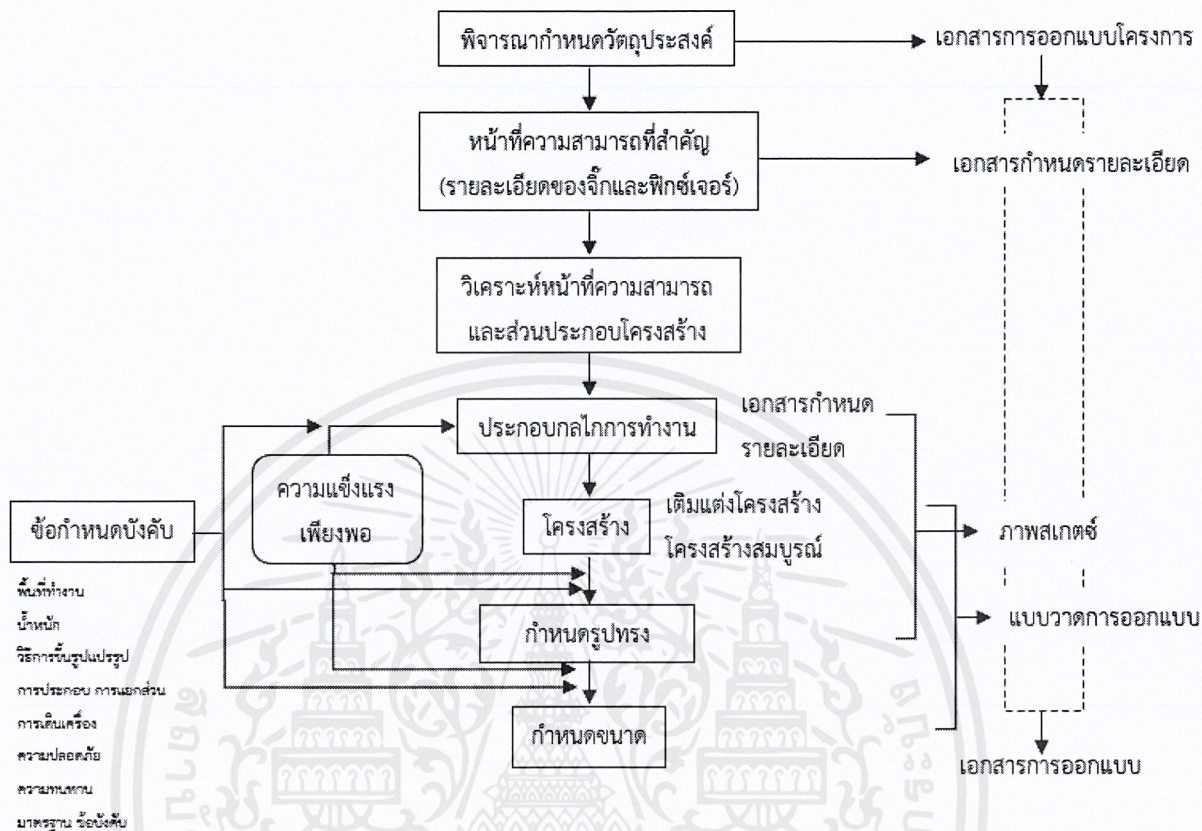 พิจารณากำหนดวัตถุประสงค์
เอกสารการออกแบบโครงการ
หน้าที่ความสามารถที่สำคัญ
(รายละเอียดของจิ๊กและฟิกซ์เจอร์)
เอกสารกำหนดรายละเอียด
วิเคราะห์หน้าที่ความสามารถ
และส่วนประกอบโครงสร้าง
ประกอบกลไกการทำงาน
เอกสารกำหนด
รายละเอียด
ความแข็งแรง
เพียงพอ
ข้อกำหนดบังคับ
โครงสร้าง
เติมแต่งโครงสร้าง
โครงสร้างสมบูรณ์
ภาพสเกตช์
พื้นที่ทำงาน
น้ำหนัก
วิธีการขึ้นรูปแปรรูป
การประกอบ การแยกส่วน
การเดินเครื่อง
ความปลอดภัย
ความทนทาน
มาตรฐาน ข้อบังคับ
กำหนดรูปทรง
แบบวาดการออกแบบ
กำหนดขนาด
เอกสารการออกแบบ